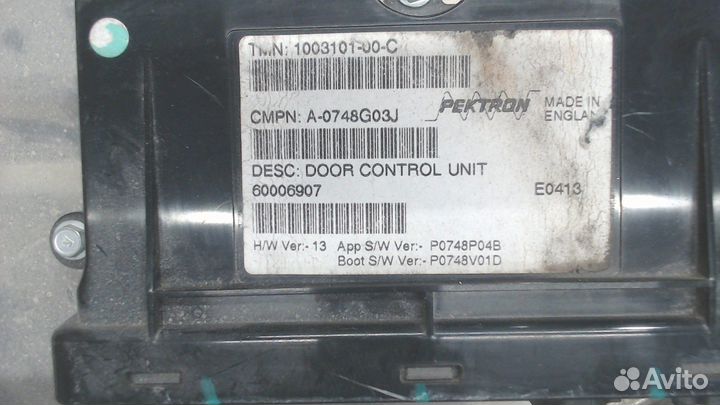 TMN: 1003101-00-C
CMPN: A-0748G03J
PEKTRON
MADE IN
ENGLAN
DESC: DOOR CONTROL UNIT
60006907
E0413
H/W Ver:- 13 App S/W Ver:- P0748P04B
Boot S/W Ver:- P0748V01D
Avito